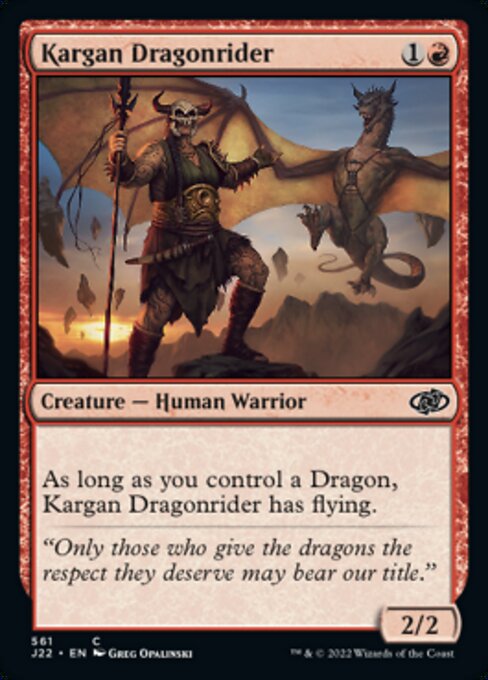 Kargan Dragonrider 1
Creature — Human Warrior
As long as you control a Dragon,
Kargan Dragonrider has flying.
“Only those who give the dragons the
respect they deserve may bear our title.”
2/2
561 C
J22 • EN Greg Opalinski ™ & © 2022 Wizards of the Coast